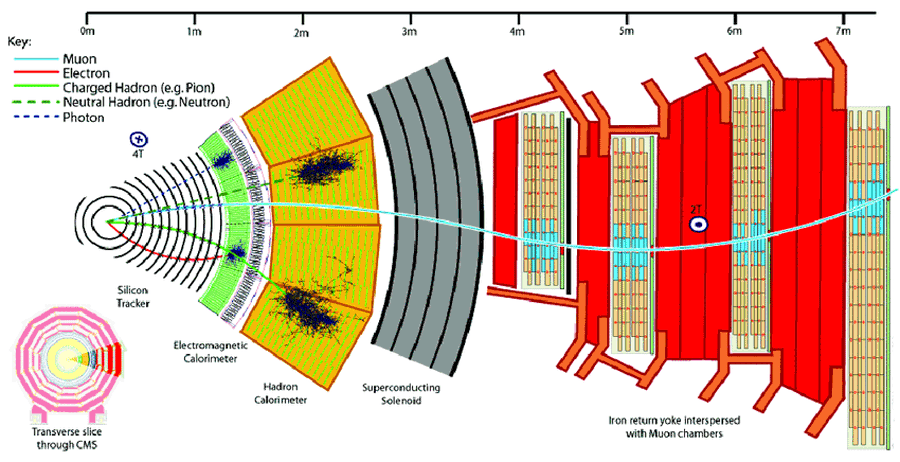 0m 1m 2m 3m 4m 5m 6m 7m
Key:
Muon
Electron
Charged Hadron (e.g. Pion)
Neutral Hadron (e.g. Neutron)
Photon
4T
2T
Silicon
Tracker
Electromagnetic
Calorimeter
Hadron
Calorimeter
Superconducting
Solenoid
Iron return yoke interspersed
with Muon chambers
Transverse slice
through CMS